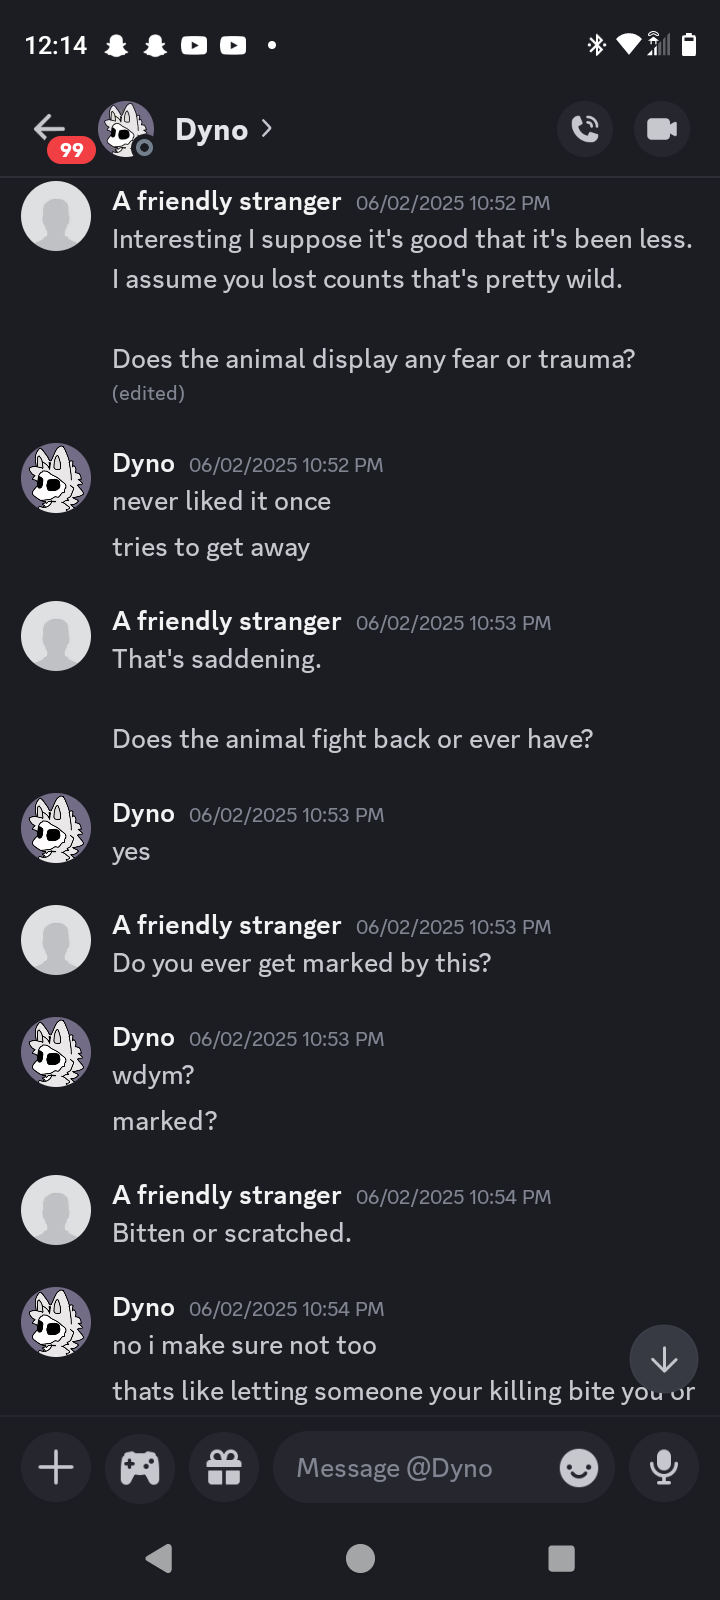 12:14
99
Dyno
A friendly stranger 06/02/2025 10:52 PM
Interesting I suppose it's good that it's been less.
I assume you lost counts that's pretty wild.
Does the animal display any fear or trauma?
(edited)
Dyno 06/02/2025 10:52 PM
never liked it once
tries to get away
A friendly stranger 06/02/2025 10:53 PM
That's saddening.
Does the animal fight back or ever have?
Dyno 06/02/2025 10:53 PM
yes
A friendly stranger 06/02/2025 10:53 PM
Do you ever get marked by this?
Dyno 06/02/2025 10:53 PM
wdym?
marked?
A friendly stranger 06/02/2025 10:54 PM
Bitten or scratched.
Dyno 06/02/2025 10:54 PM
no i make sure not too
thats like letting someone your killing bite you or
Message @Dyno